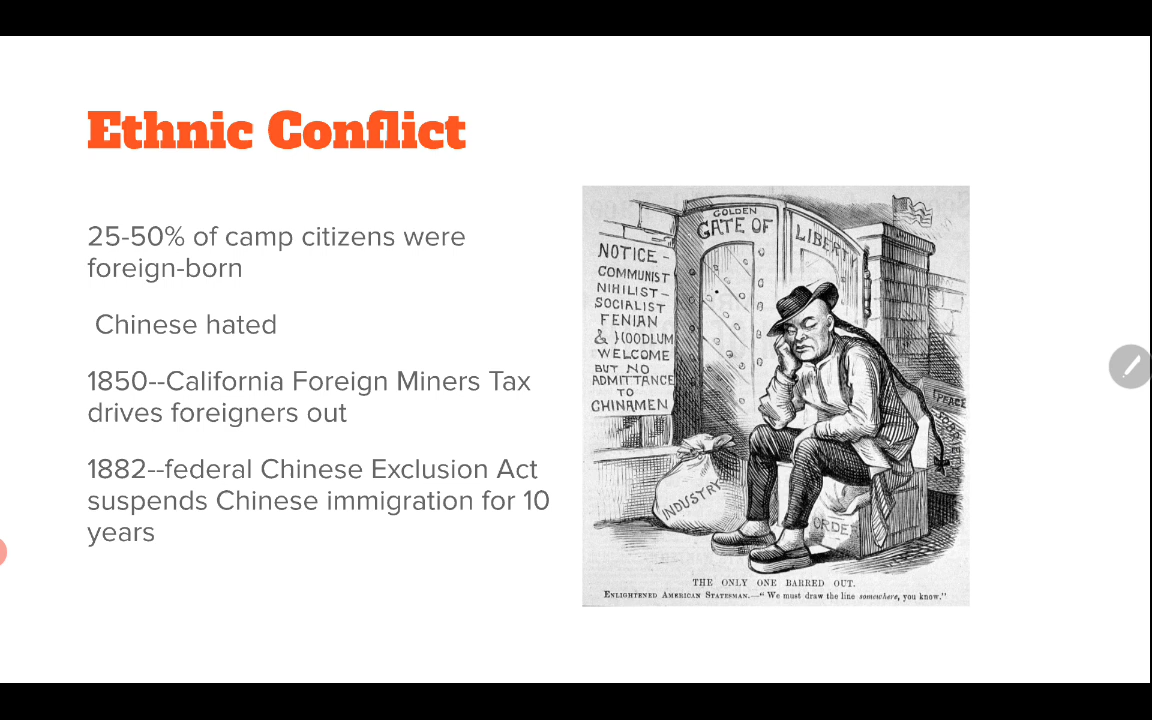 Ethnic Conflict
25-50% of camp citizens were
foreign-born
Chinese hated
1850--California Foreign Miners Tax
drives foreigners out
1882--federal Chinese Exclusion Act
suspends Chinese immigration for 10
years
GOLDEN
GATE OF
LIBERTY
NOTICE -
COMMUNIST
NIHILIST-
SOCIALIST
FENIAN
& HOODLUM
WELCOME
BUT NO
ADMITTANCE
TO
CHINAMEN
PEACE
INDUSTRY
ORDER
THE ONLY ONE BARRED OUT.
ENLIGHTENED AMERICAN STATESMAN.—"We must draw the line somewhere, you know."